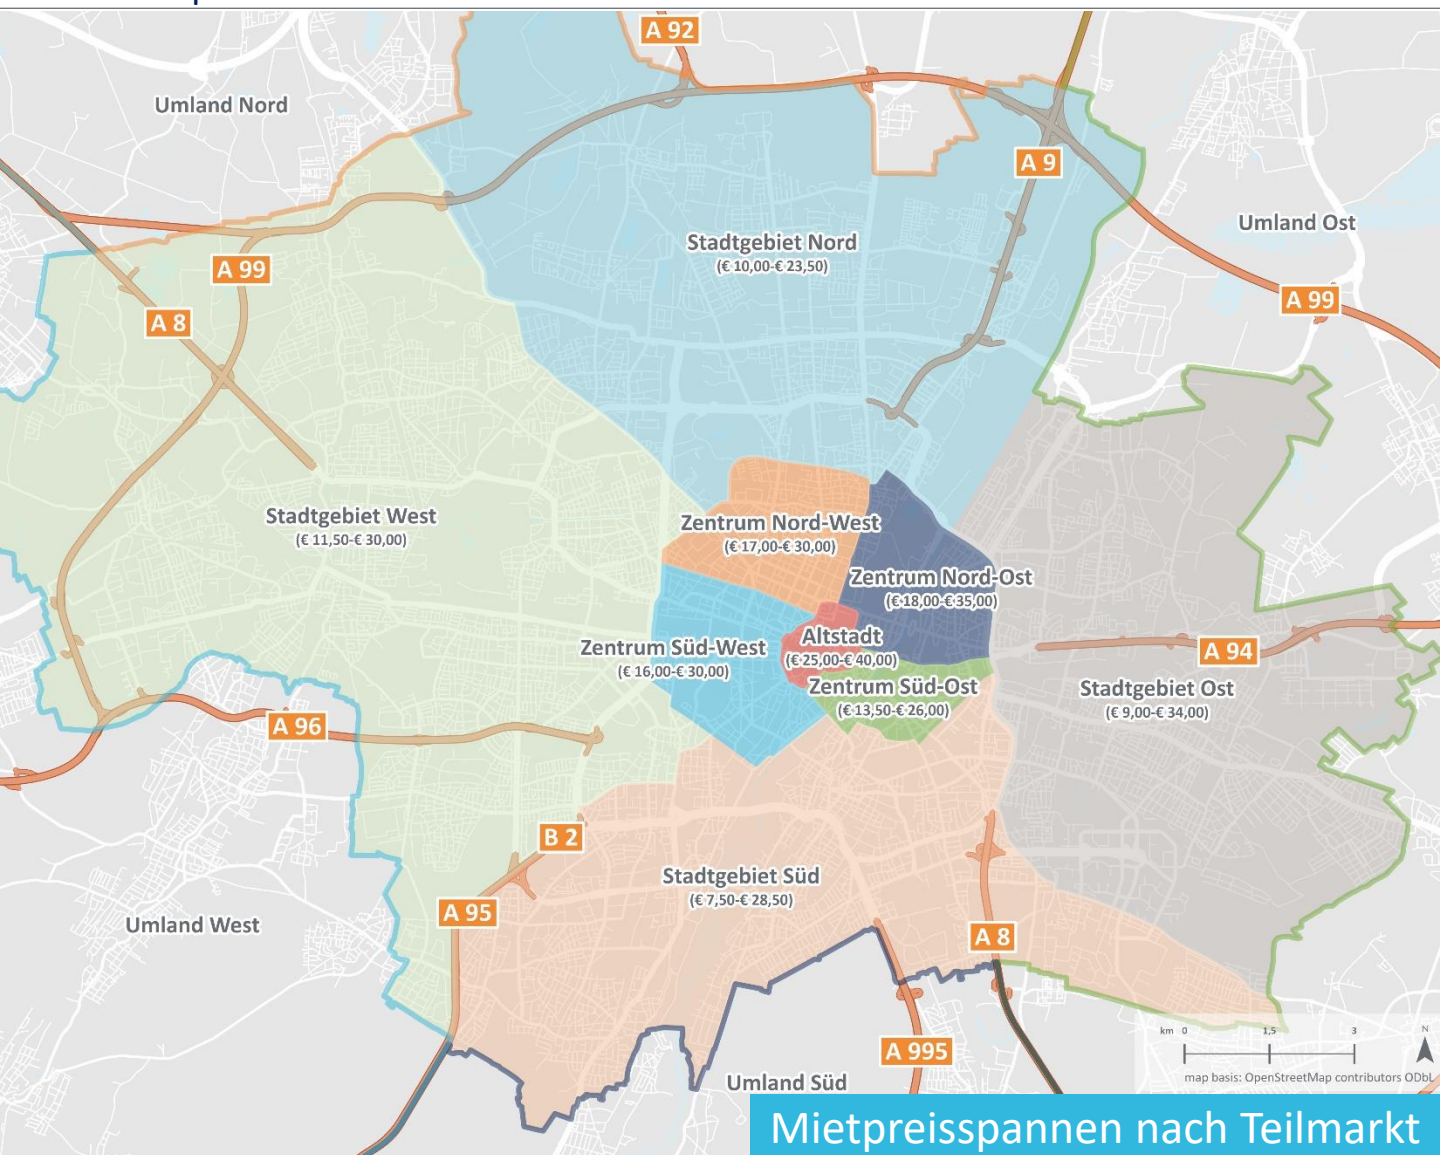 A 92
Umland Nord
A 9
Umland Ost
Stadtgebiet Nord
(€ 10,00-€ 23,50)
A 99
A 99
A 8
Stadtgebiet West
(€ 11,50-€ 30,00)
Zentrum Nord-West
(€ 17,00-€ 30,00)
Zentrum Nord-Ost
(€ 18,00-€ 35,00)
Altstadt
(€ 25,00-€ 40,00)
Zentrum Süd-West
(€ 16,00-€ 30,00)
A 94
Zentrum Süd-Ost
(€ 13,50-€ 26,00)
Stadtgebiet Ost
(€ 9,00-€ 34,00)
A 96
B 2
Stadtgebiet Süd
(€ 7,50-€ 28,50)
A 95
Umland West
A 8
km 0 1,5 3 N
A 995
map basis: OpenStreetMap contributors ODbL
Umland Süd
Mietpreisspannen nach Teilmarkt